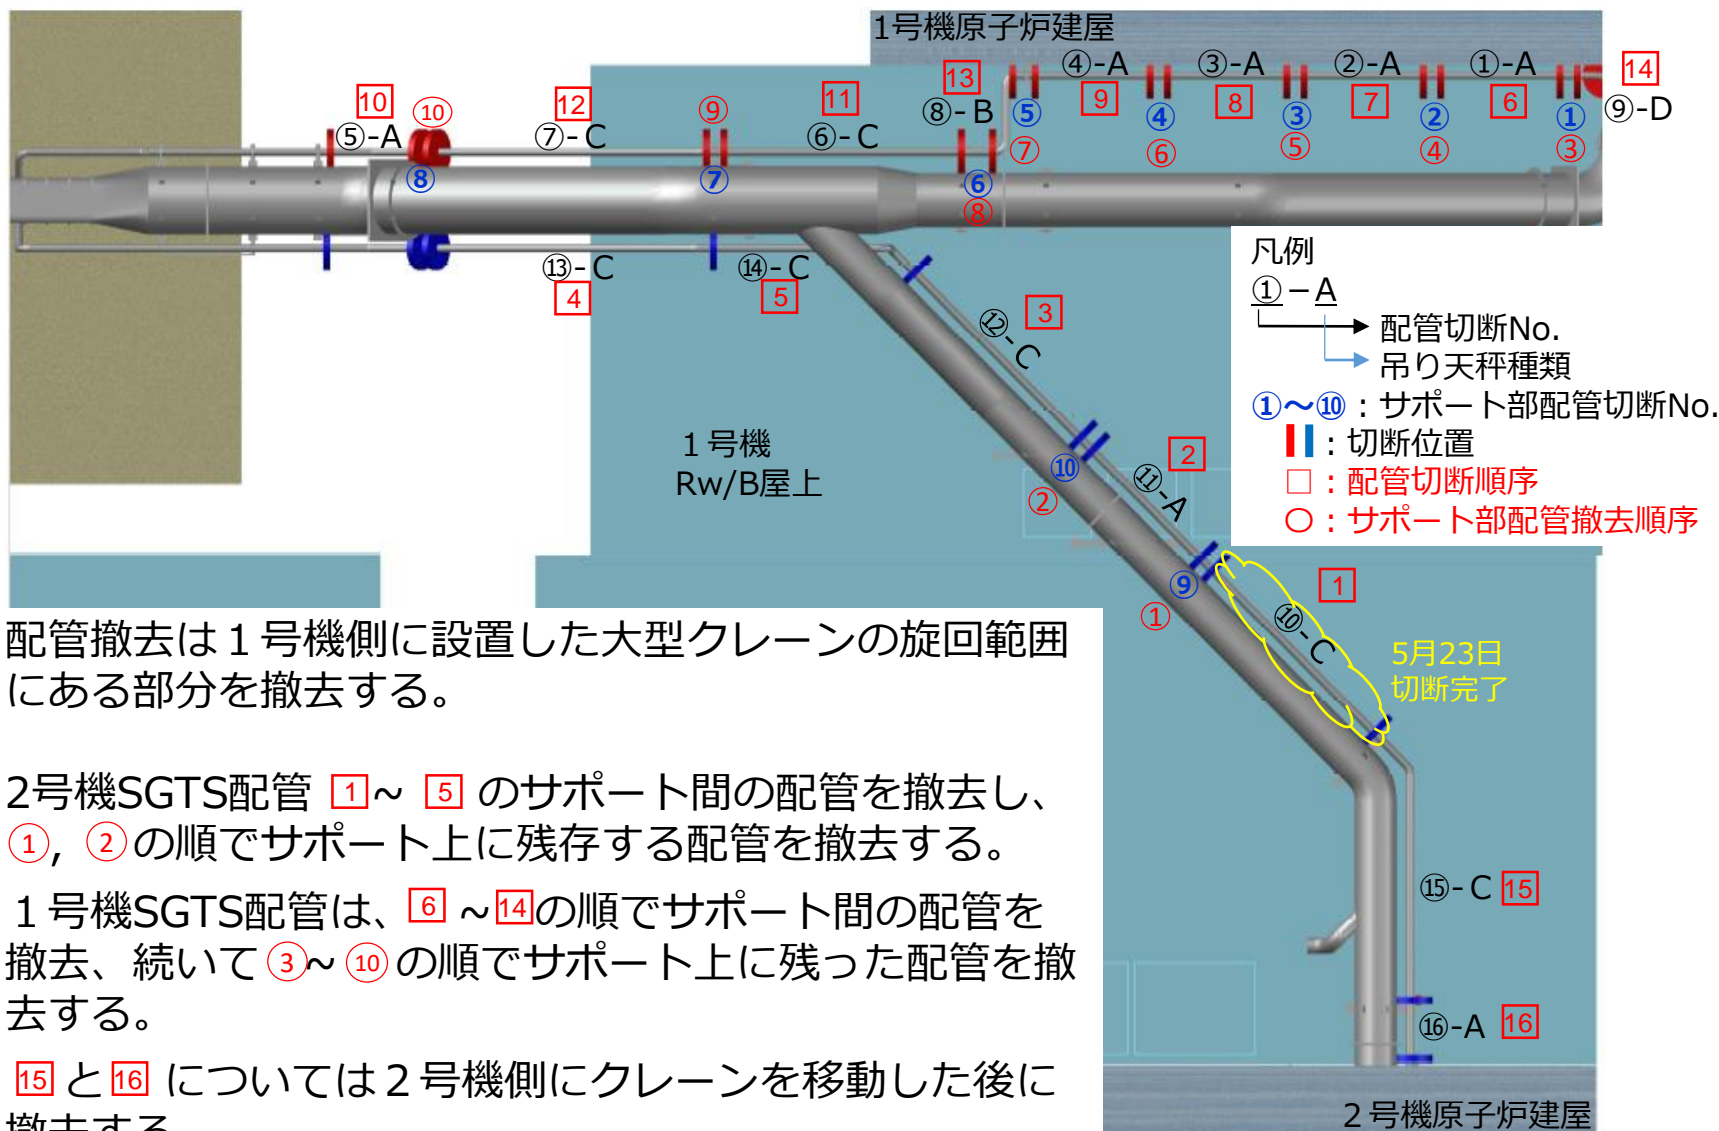 1号機原子炉建屋
④-A
③-A
②-A
①-A
14
13
10
⑩
12
⑨
11
⑧-B
⑤
9
④
8
③
7
②
6
①
⑨-D
⑤-A
⑦-C
⑥-C
⑦
⑥
⑤
④
③
⑧
⑦
⑥
⑧
⑬-C
⑭-C
4
5
3
⑫-C
凡例
①-A
配管切断No.
吊り天秤種類
①～⑩：サポート部配管切断No.
：切断位置
□：配管切断順序
○：サポート部配管撤去順序
1号機
Rw/B屋上
2
⑩
⑪-A
②
⑨
1
①
⑩-C
5月23日
切断完了
配管撤去は１号機側に設置した大型クレーンの旋回範囲
にある部分を撤去する。
2号機SGTS配管 1~ 5 のサポート間の配管を撤去し、
①, ②の順でサポート上に残存する配管を撤去する。
１号機SGTS配管は、6 ~14の順でサポート間の配管を
撤去、続いて③~⑩の順でサポート上に残った配管を撤
去する。
15と16 については２号機側にクレーンを移動した後に
撤去する
⑮-C 15
⑯-A 16
２号機原子炉建屋